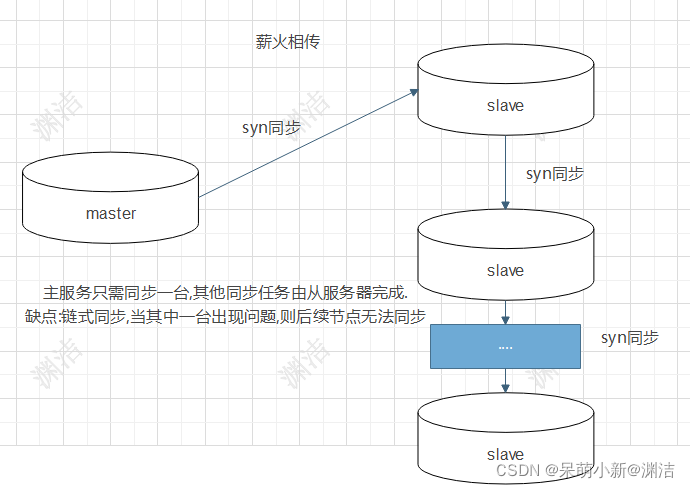 薪火相传
slave
syn同步
master
syn同步
slave
主服务只需同步一台,其他同步任务由从服务器完成.
缺点:链式同步,当其中一台出现问题,则后续节点无法同步
....
syn同步
slave
渊洁
渊洁
渊洁
渊洁
渊洁
渊洁
CSDN @呆萌小新@渊洁